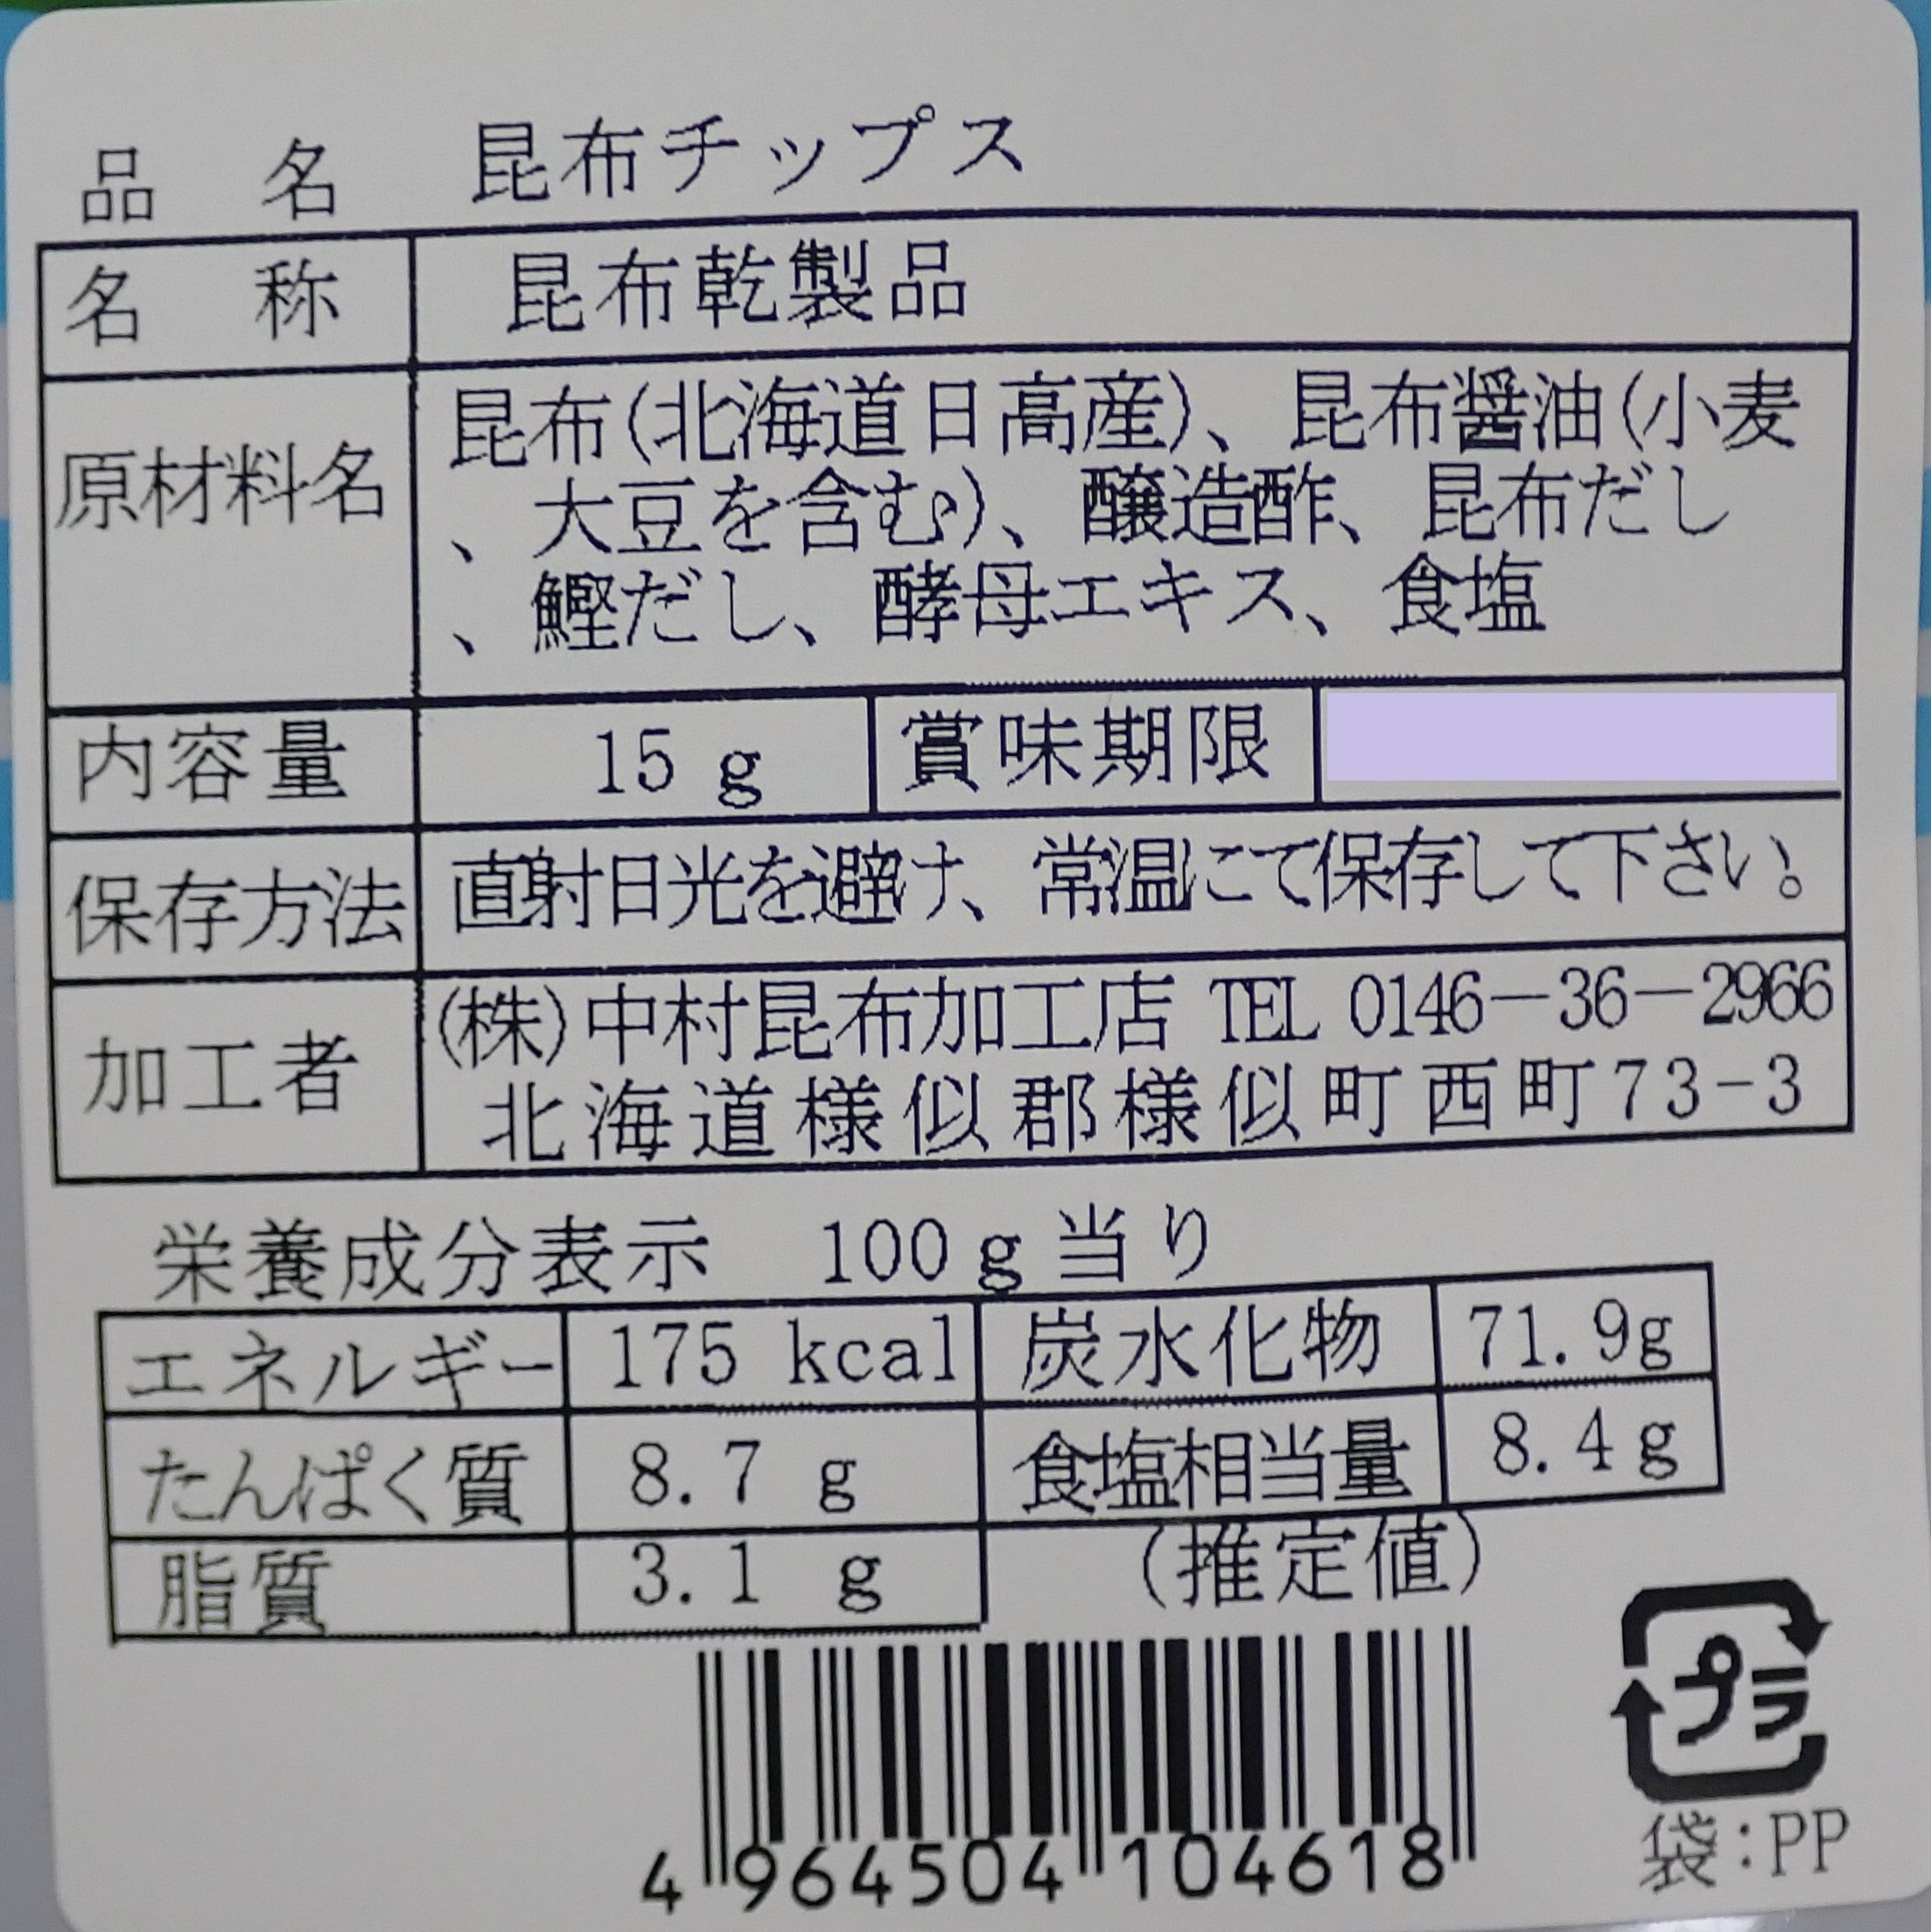 品名 昆布チップス
名称 昆布乾製品
原材料名 昆布(北海道日高産)、昆布醤油(小麦
、大豆を含む)、醸造酢、昆布だし
、鰹だし、酵母エキス、食塩
内容量 15 g 賞味期限
保存方法 直射日光を避け、常温にて保存して下さい。
加工者 (株)中村昆布加工店 TEL 0146-36-2966
北海道様似郡様似町西町73-3
栄養成分表示 100g当り
エネルギー 175 kcal 炭水化物 71.9g
たんぱく質 8.7 g 食塩相当量 8.4g
脂質 3.1 g (推定値)
プラ
4 964504 104618
袋:PP